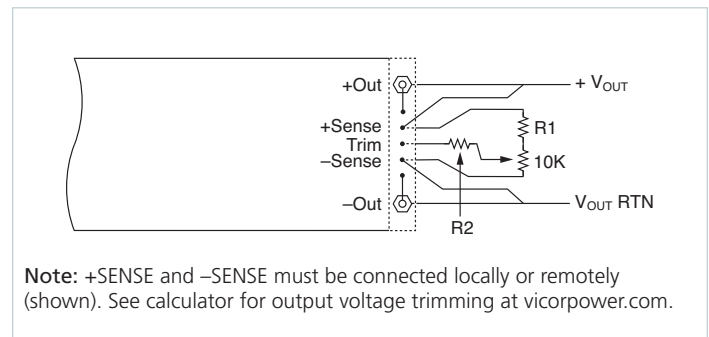 +Out
+ VOUT
+Sense
R1
Trim
–Sense
10K
–Out
VOUT RTN
R2
Note: +SENSE and –SENSE must be connected locally or remotely
(shown). See calculator for output voltage trimming at vicorpower.com.